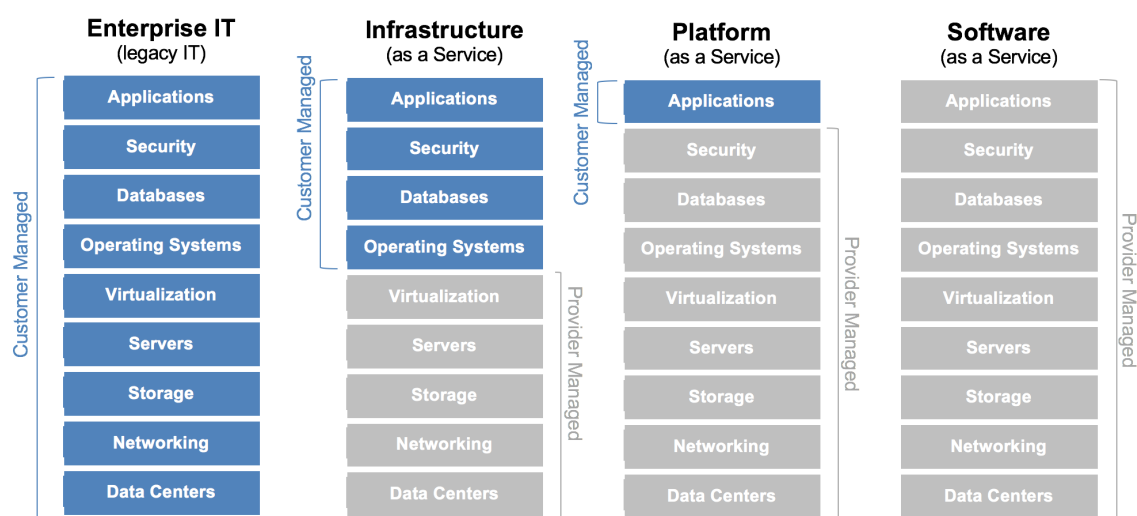 Enterprise IT
(legacy IT)
Customer Managed
Applications
Security
Databases
Operating Systems
Virtualization
Servers
Storage
Networking
Data Centers
Infrastructure
(as a Service)
Customer Managed
Applications
Security
Databases
Operating Systems
Virtualization
Servers
Storage
Networking
Data Centers
Provider Managed
Platform
(as a Service)
Customer Managed
Applications
Security
Databases
Operating Systems
Virtualization
Servers
Storage
Networking
Data Centers
Provider Managed
Software
(as a Service)
Applications
Security
Databases
Operating Systems
Virtualization
Servers
Storage
Networking
Data Centers
Provider Managed